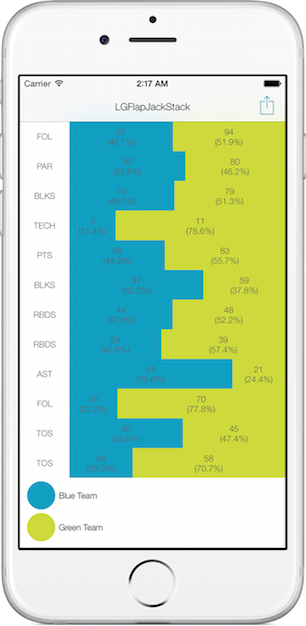 Carrier 2:17 AM
LGFlapJackStack
FOL 87 94
(48.1%) (51.9%)
PAR 93 80
(53.8%) (46.2%)
BLKS 75 79
(48.7%) (51.3%)
TECH 3 11
(21.4%) (78.6%)
PTS 66 83
(44.3%) (55.7%)
BLKS 97 59
(62.2%) (37.8%)
RBDS 44 48
(47.8%) (52.2%)
RBDS 29 39
(42.6%) (57.4%)
AST 65 21
(75.6%) (24.4%)
FOL 20 70
(22.2%) (77.8%)
TOS 50 45
(52.6%) (47.4%)
TOS 24 58
(29.3%) (70.7%)
Blue Team
Green Team